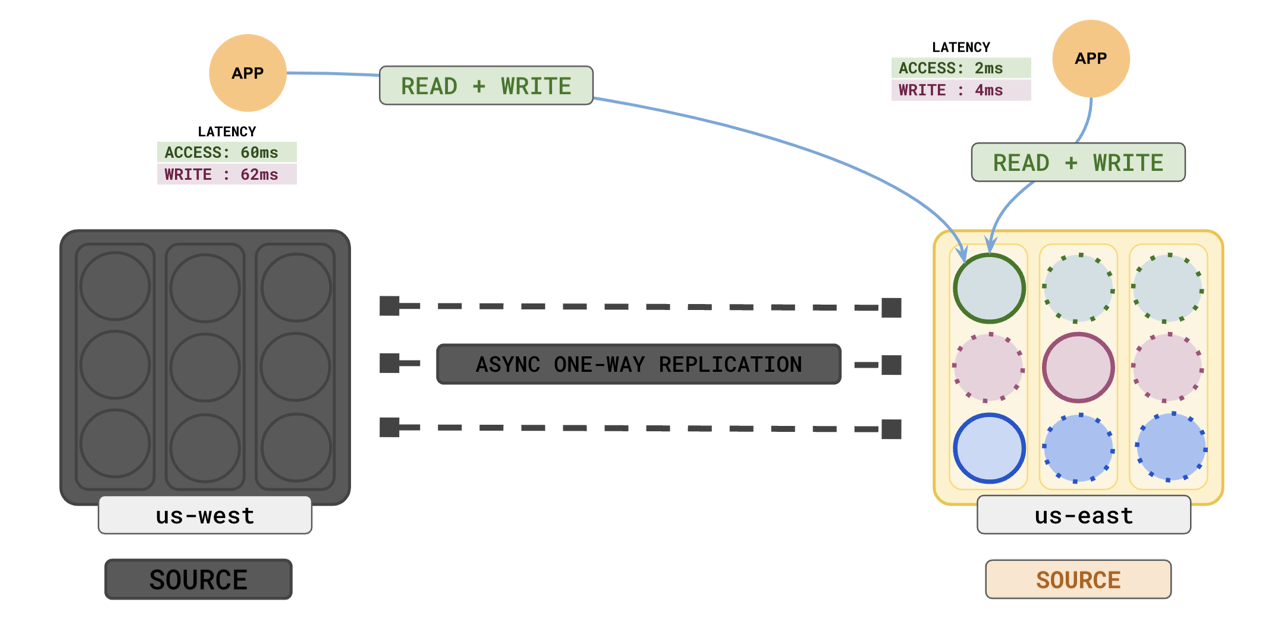 APP
READ + WRITE
LATENCY
ACCESS: 60ms
WRITE : 62ms
LATENCY
ACCESS: 2ms
WRITE : 4ms
APP
READ + WRITE
ASYNC ONE-WAY REPLICATION
us-west
SOURCE
us-east
SOURCE